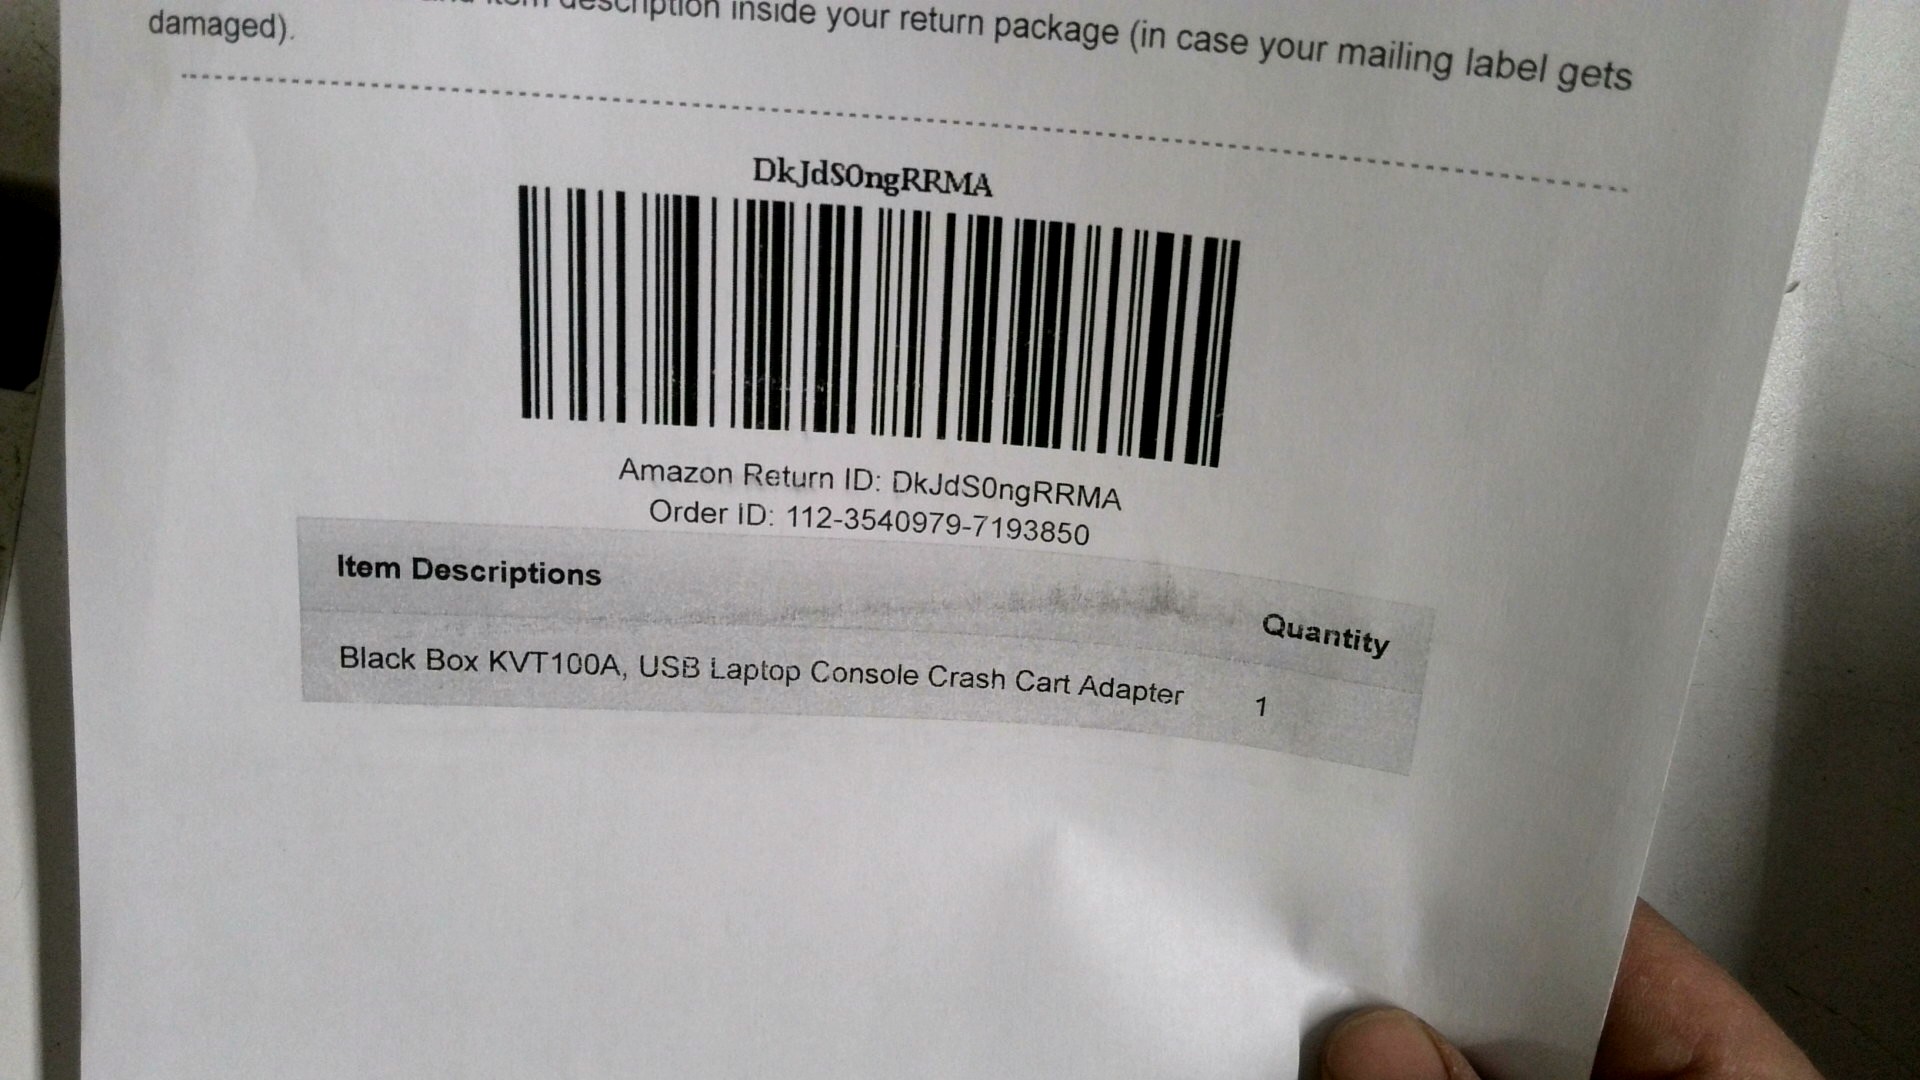 description inside your return package (in case your mailing label gets
damaged).
DkJdS0ngRRMA
Amazon Return ID: DkJdS0ngRRMA
Order ID: 112-3540979-7193850
Item Descriptions
Quantity
Black Box KVT100A, USB Laptop Console Crash Cart Adapter
1